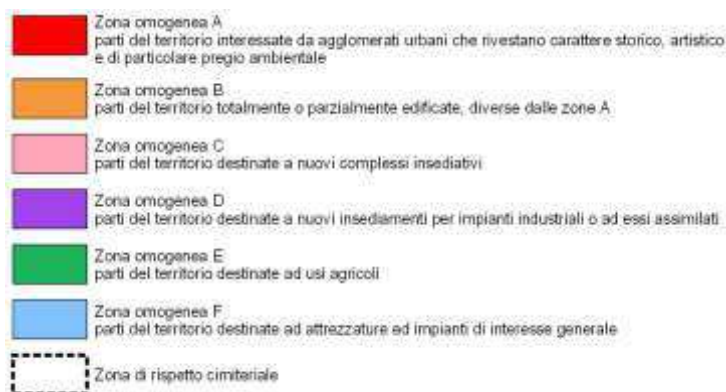 Zona omogenea A
parti del territorio interessate da agglomerati urbani che rivestano carattere storico, artistico
e di particolare pregio ambientale
Zona omogenea B
parti del territorio totalmente o parzialmente edificate, diverse dalle zone A
Zona omogenea C
parti del territorio destinate a nuovi complessi insediativi
Zona omogenea D
parti del territorio destinate a nuovi insediamenti per impianti industriali o ad essi assimilati
Zona omogenea E
parti del territorio destinate ad usi agricoli
Zona omogenea F
parti del territorio destinate ad attrezzature ed impianti di interesse generale
Zona di rispetto cimiteriale